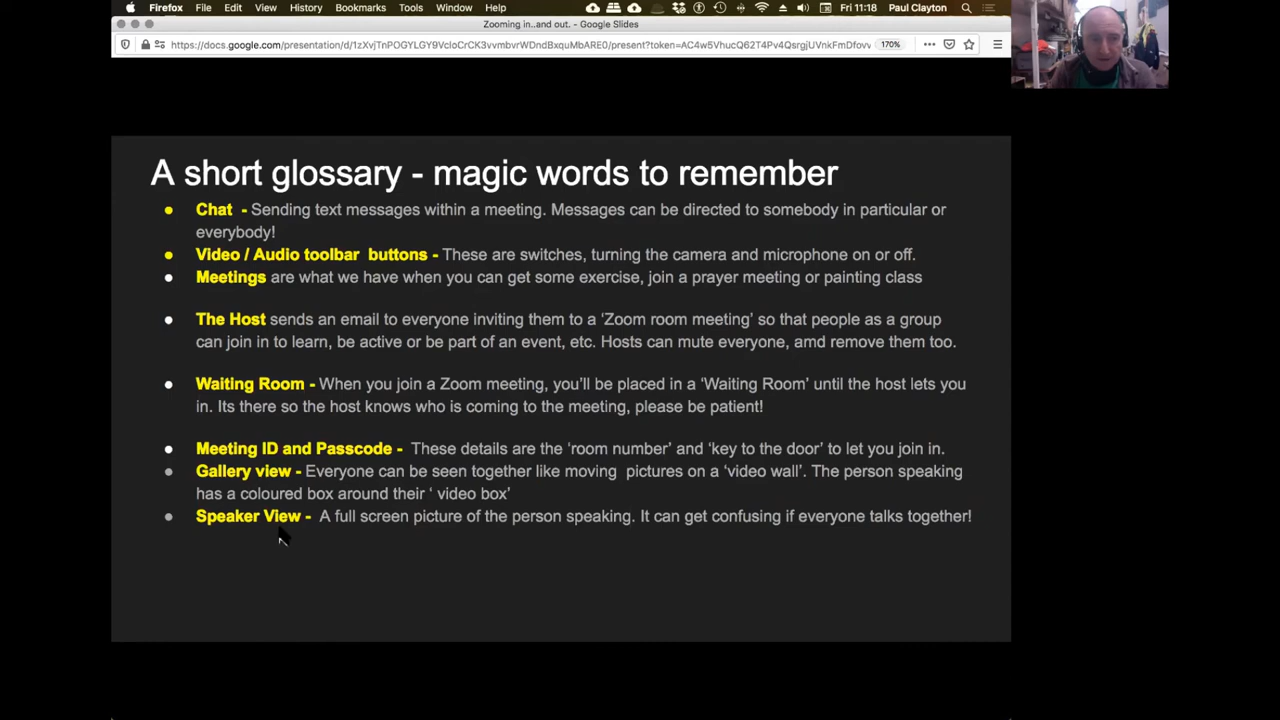 Firefox File Edit View History Bookmarks Tools Window Help Fri 11:18 Paul Clayton
Zooming in..and out. - Google Slides
170%
A short glossary - magic words to remember
Chat - Sending text messages within a meeting. Messages can be directed to somebody in particular or
everybody!
Video / Audio toolbar buttons - These are switches, turning the camera and microphone on or off.
Meetings are what we have when you can get some exercise, join a prayer meeting or painting class
The Host sends an email to everyone inviting them to a ‘Zoom room meeting’ so that people as a group
can join in to learn, be active or be part of an event, etc. Hosts can mute everyone, amd remove them too.
Waiting Room - When you join a Zoom meeting, you’ll be placed in a ‘Waiting Room’ until the host lets you
in. Its there so the host knows who is coming to the meeting, please be patient!
Meeting ID and Passcode - These details are the ‘room number’ and ‘key to the door’ to let you join in.
Gallery view - Everyone can be seen together like moving pictures on a ‘video wall’. The person speaking
has a coloured box around their ‘ video box’
Speaker View - A full screen picture of the person speaking. It can get confusing if everyone talks together!